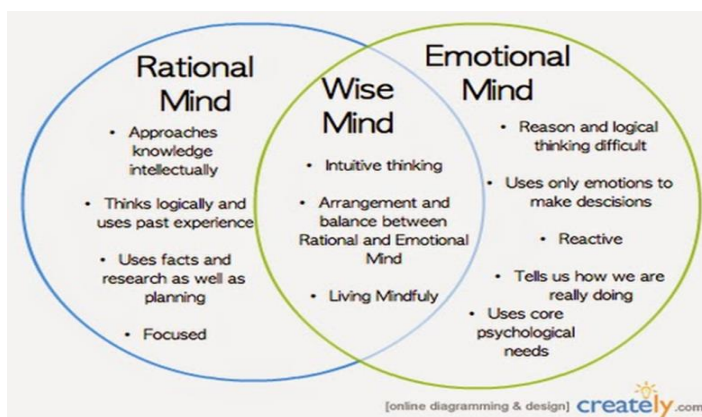 Rational
Mind
• Approaches
knowledge
intellectually
• Thinks logically and
uses past experience
• Uses facts and
research as well as
planning
• Focused
Wise
Mind
• Intuitive thinking
• Arrangement and
balance between
Rational and Emotional
Mind
• Living Mindfuly
Emotional
Mind
• Reason and logical
thinking difficult
• Uses only emotions to
make descisions
• Reactive
• Tells us how we are
really doing
• Uses core
psychological
needs
[online diagramming & design] creately.com